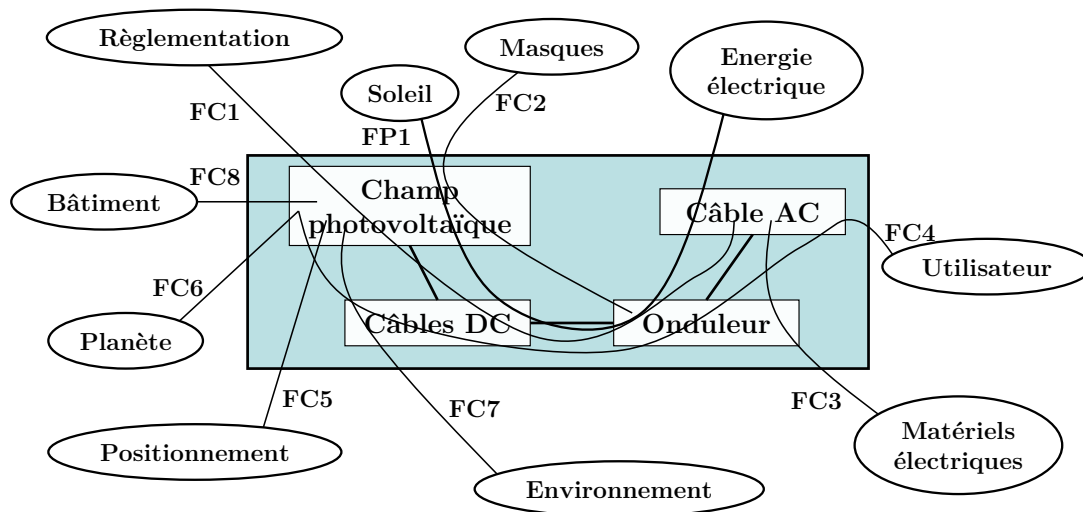 Règlementation
Masques
Energie
électrique
Soleil
FC1
FC2
FP1
FC8
Bâtiment
Champ
photovoltaïque
Câble AC
FC4
Utilisateur
FC6
Planète
Câbles DC
Onduleur
FC5
FC7
FC3
Positionnement
Matériels
électriques
Environnement